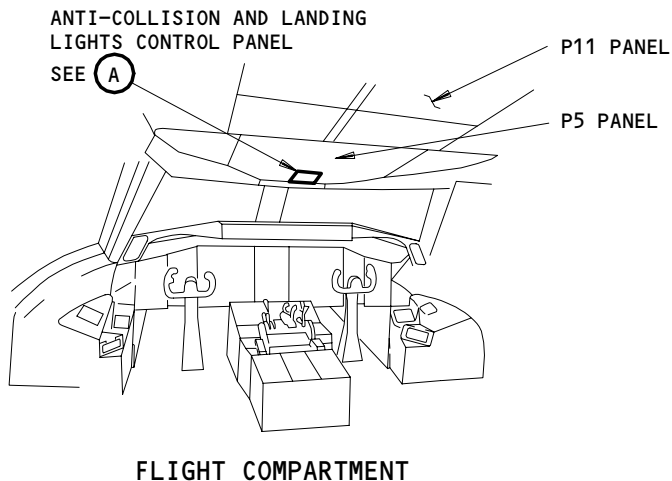 ANTI-COLLISION AND LANDING
LIGHTS CONTROL PANEL
SEE A
P11 PANEL
P5 PANEL
FLIGHT COMPARTMENT